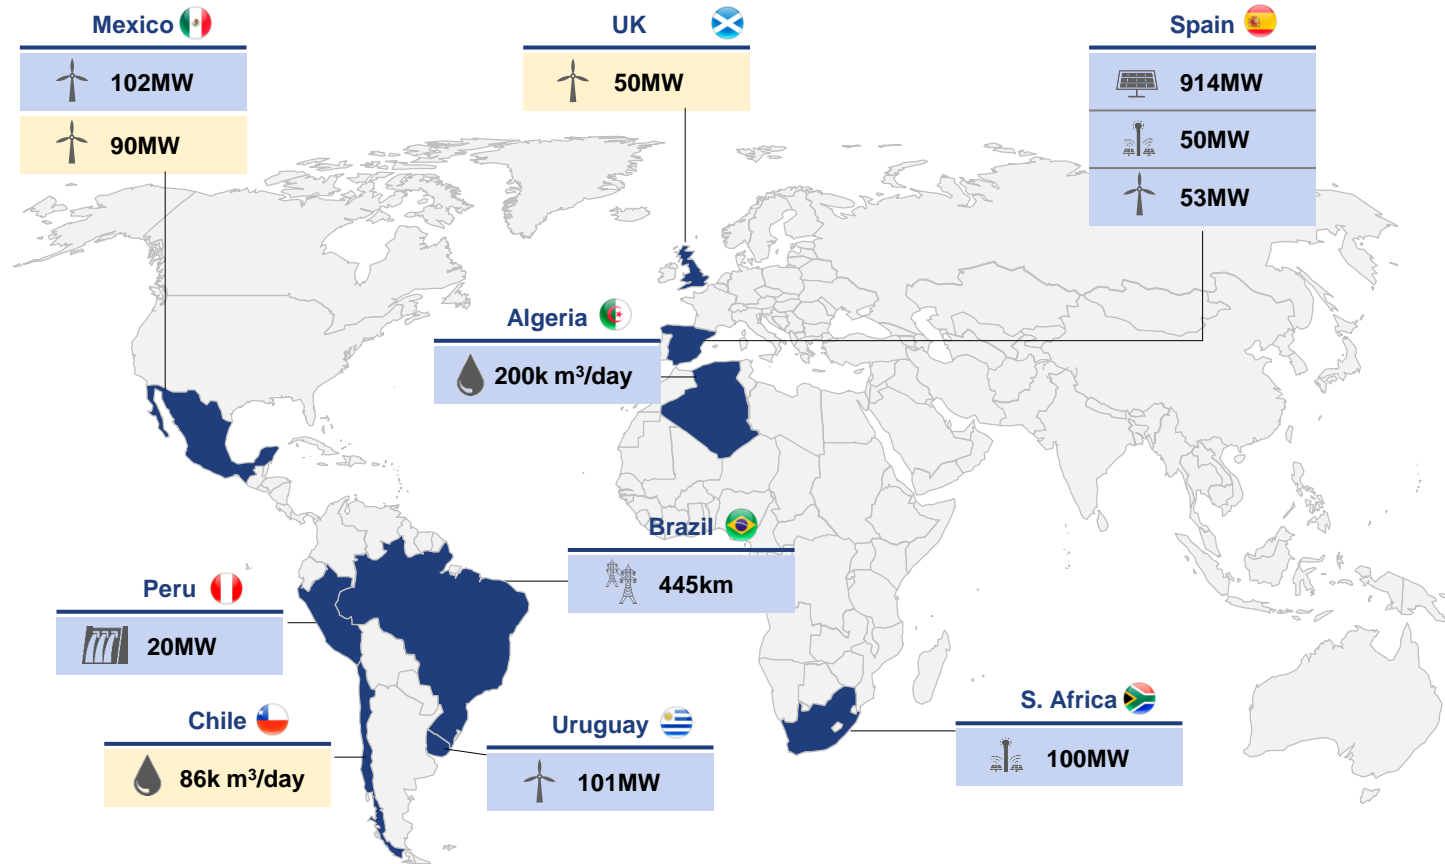 Mexico
102MW
90MW
UK
50MW
Spain
914MW
50MW
53MW
Algeria
200k m³/day
Brazil
445km
Peru
20MW
Chile
86k m³/day
Uruguay
101MW
S. Africa
100MW